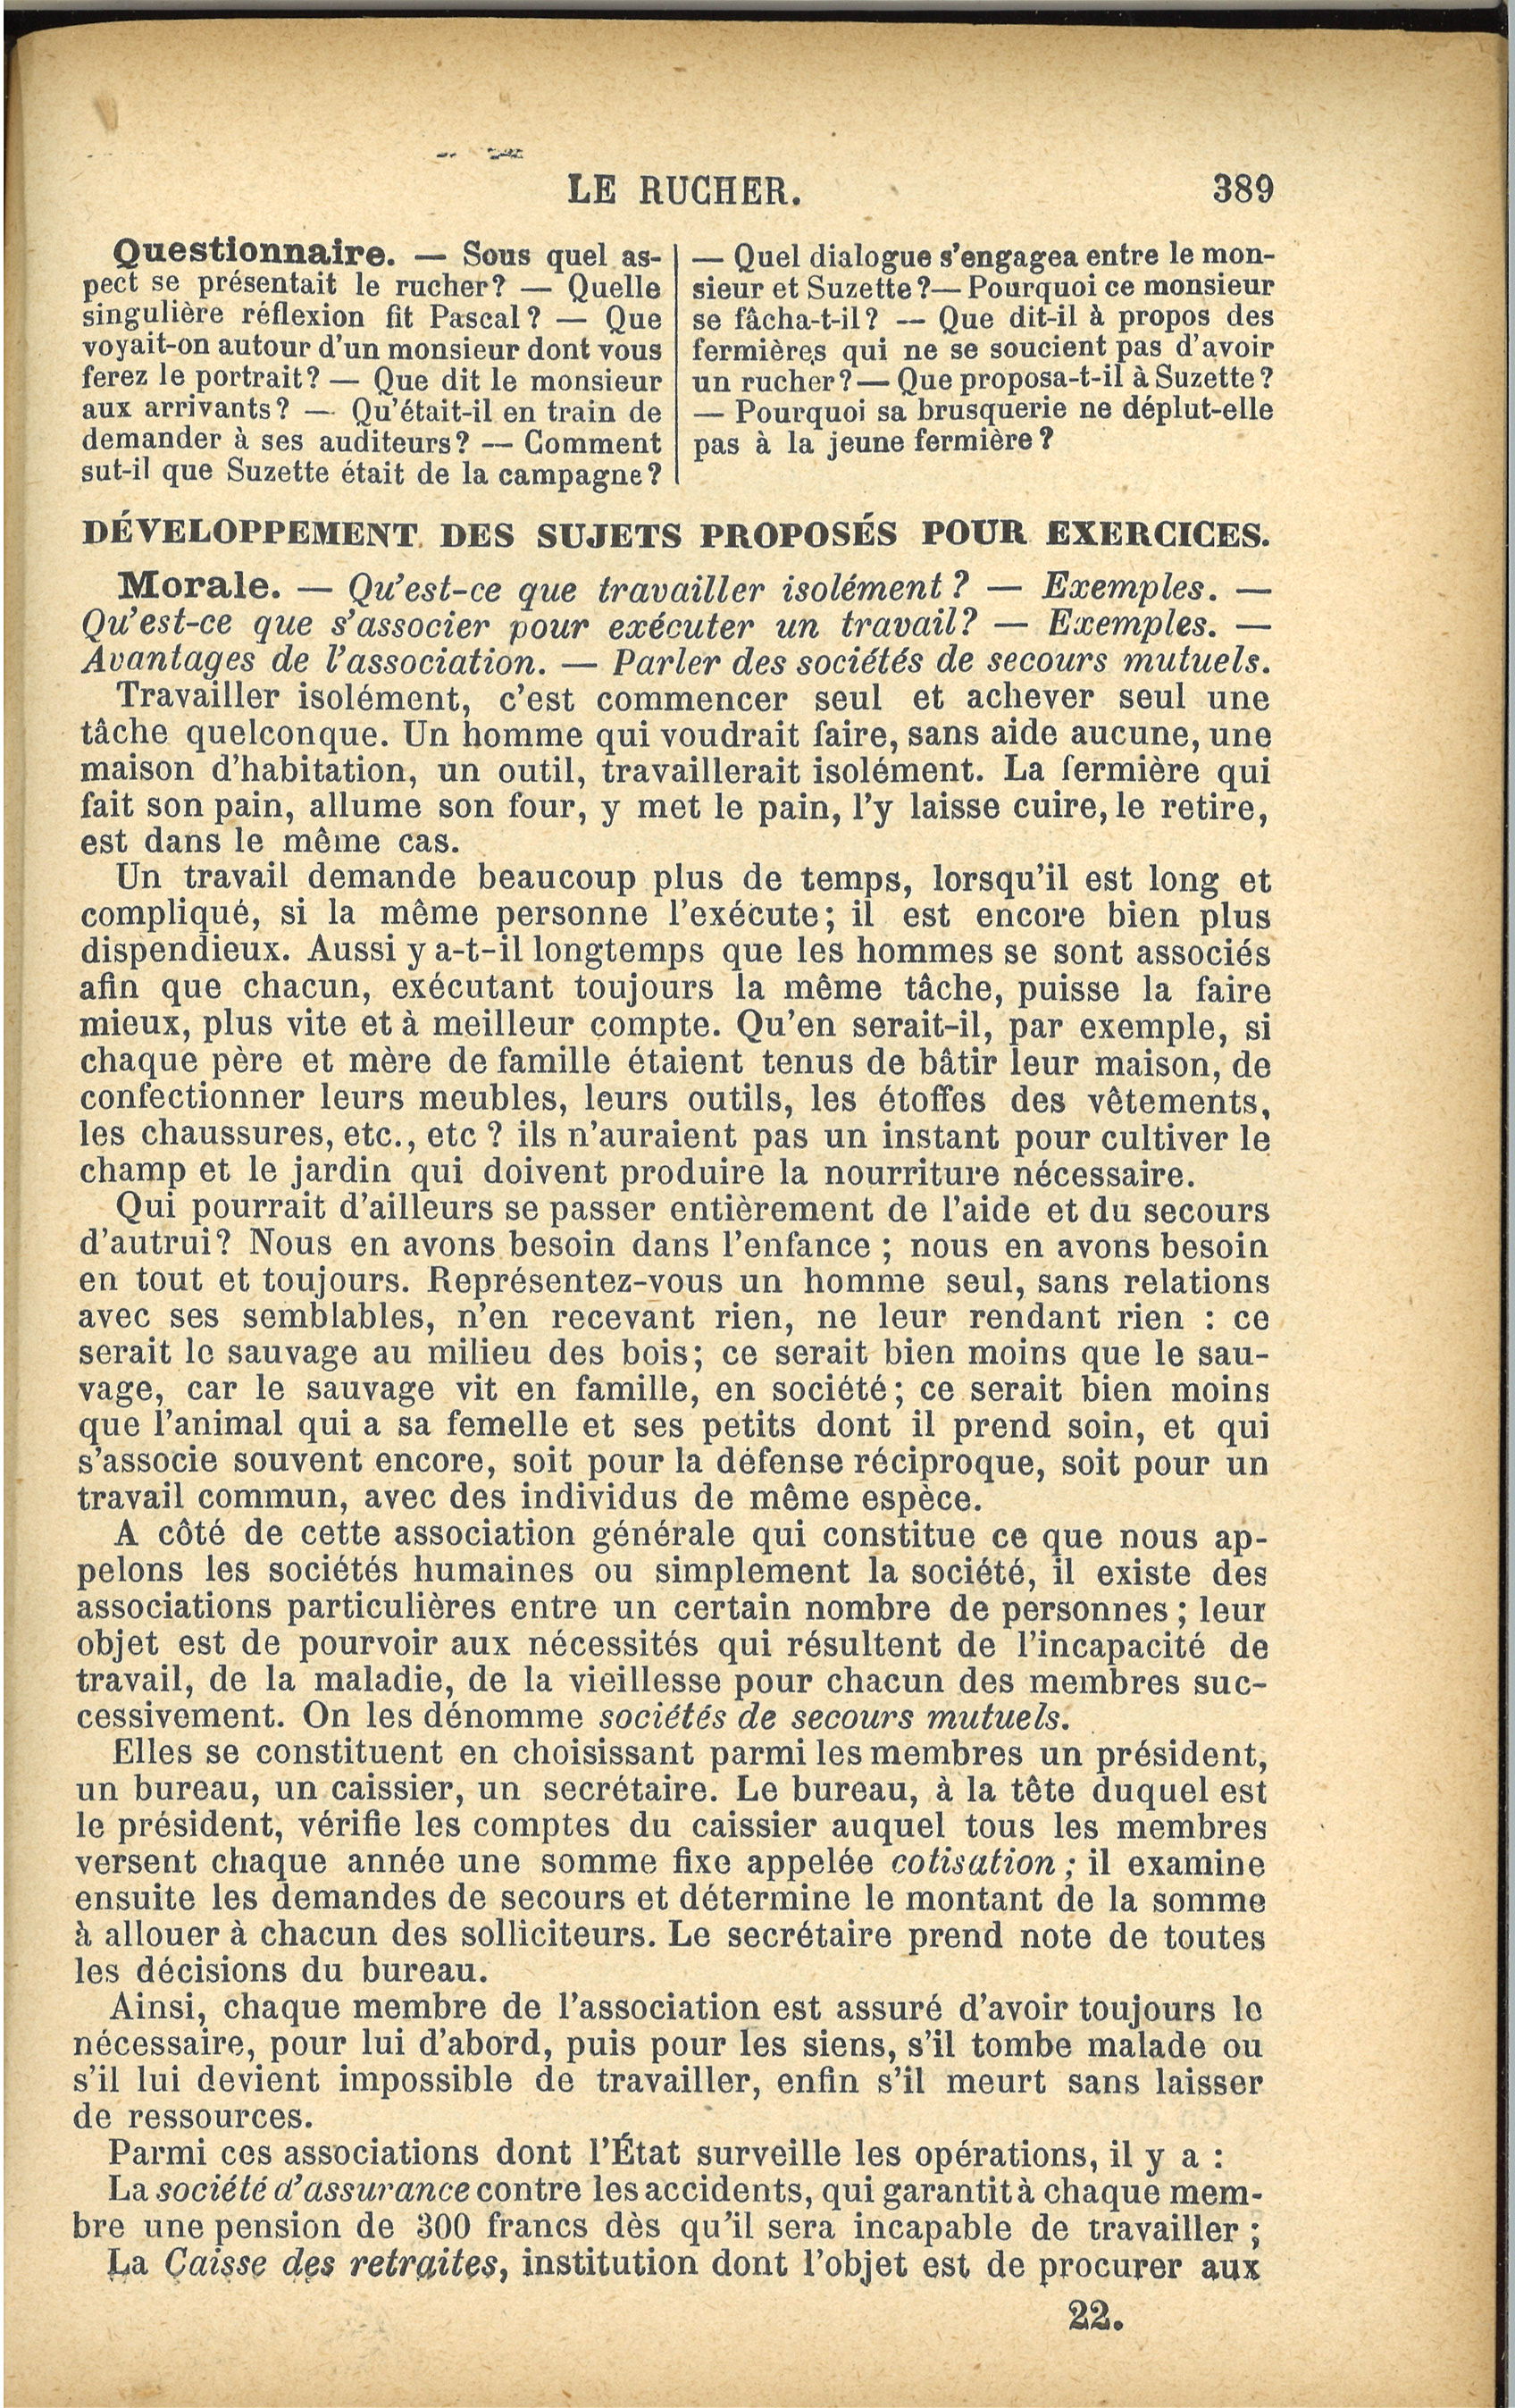 LE RUCHER. 389
Questionnaire. — Sous quel as-
pect se présentait le rucher? — Quelle
singulière réflexion fit Pascal? — Que
voyait-on autour d'un monsieur dont vous
ferez le portrait? — Que dit le monsieur
aux arrivants? — Qu'était-il en train de
demander à ses auditeurs? — Comment
sut-il que Suzette était de la campagne?
— Quel dialogue s'engagea entre le mon-
sieur et Suzette? — Pourquoi ce monsieur
se fâcha-t-il? — Que dit-il à propos des
fermières qui ne se soucient pas d'avoir
un rucher? — Que proposa-t-il à Suzette?
— Pourquoi sa brusquerie ne déplut-elle
pas à la jeune fermière?
DÉVELOPPEMENT DES SUJETS PROPOSÉS POUR EXERCICES.
Morale. — Qu'est-ce que travailler isolément? — Exemples. —
Qu'est-ce que s'associer pour exécuter un travail? — Exemples. —
Avantages de l'association. — Parler des sociétés de secours mutuels.
Travailler isolément, c'est commencer seul et achever seul une
tâche quelconque. Un homme qui voudrait faire, sans aide aucune, une
maison d'habitation, un outil, travaillerait isolément. La fermière qui
fait son pain, allume son four, y met le pain, l'y laisse cuire, le retire,
est dans le même cas.
Un travail demande beaucoup plus de temps, lorsqu'il est long et
compliqué, si la même personne l'exécute; il est encore bien plus
dispendieux. Aussi y a-t-il longtemps que les hommes se sont associés
afin que chacun, exécutant toujours la même tâche, puisse la faire
mieux, plus vite et à meilleur compte. Qu'en serait-il, par exemple, si
chaque père et mère de famille étaient tenus de bâtir leur maison, de
confectionner leurs meubles, leurs outils, les étoffes des vêtements,
les chaussures, etc., etc? ils n'auraient pas un instant pour cultiver le
champ et le jardin qui doivent produire la nourriture nécessaire.
Qui pourrait d'ailleurs se passer entièrement de l'aide et du secours
d'autrui? Nous en avons besoin dans l'enfance; nous en avons besoin
en tout et toujours. Représentez-vous un homme seul, sans relations
avec ses semblables, n'en recevant rien, ne leur rendant rien : ce
serait le sauvage au milieu des bois; ce serait bien moins que le sau-
vage, car le sauvage vit en famille, en société; ce serait bien moins
que l'animal qui a sa femelle et ses petits dont il prend soin, et qui
s'associe souvent encore, soit pour la défense réciproque, soit pour un
travail commun, avec des individus de même espèce.
A côté de cette association générale qui constitue ce que nous ap-
pelons les sociétés humaines ou simplement la société, il existe des
associations particulières entre un certain nombre de personnes; leur
objet est de pourvoir aux nécessités qui résultent de l'incapacité de
travail, de la maladie, de la vieillesse pour chacun des membres suc-
cessivement. On les dénomme sociétés de secours mutuels.
Elles se constituent en choisissant parmi les membres un président,
un bureau, un caissier, un secrétaire. Le bureau, à la tête duquel est
le président, vérifie les comptes du caissier auquel tous les membres
versent chaque année une somme fixe appelée cotisation; il examine
ensuite les demandes de secours et détermine le montant de la somme
à allouer à chacun des solliciteurs. Le secrétaire prend note de toutes
les décisions du bureau.
Ainsi, chaque membre de l'association est assuré d'avoir toujours le
nécessaire, pour lui d'abord, puis pour les siens, s'il tombe malade ou
s'il lui devient impossible de travailler, enfin s'il meurt sans laisser
de ressources.
Parmi ces associations dont l'État surveille les opérations, il y a :
La société d'assurance contre les accidents, qui garantit à chaque mem-
bre une pension de 300 francs dès qu'il sera incapable de travailler;
La Caisse des retraites, institution dont l'objet est de procurer aux
22.